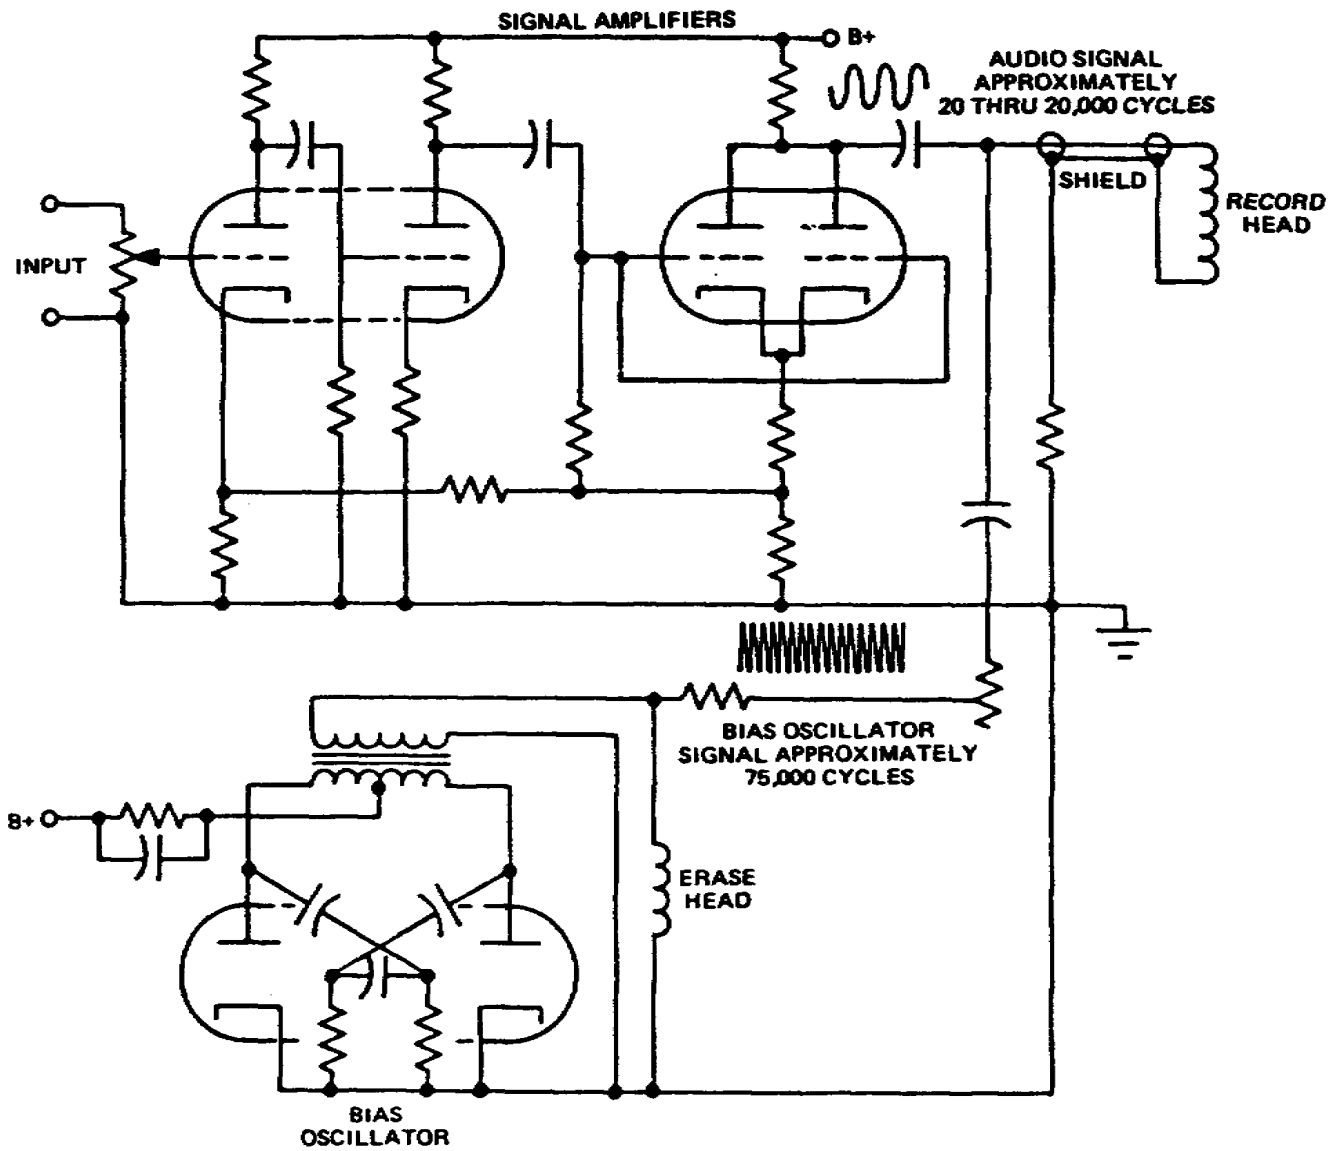 SIGNAL AMPLIFIERS
B+
AUDIO SIGNAL
APPROXIMATELY
20 THRU 20,000 CYCLES
SHIELD
RECORD
HEAD
INPUT
BIAS OSCILLATOR
SIGNAL APPROXIMATELY
75,000 CYCLES
B+
ERASE
HEAD
BIAS
OSCILLATOR